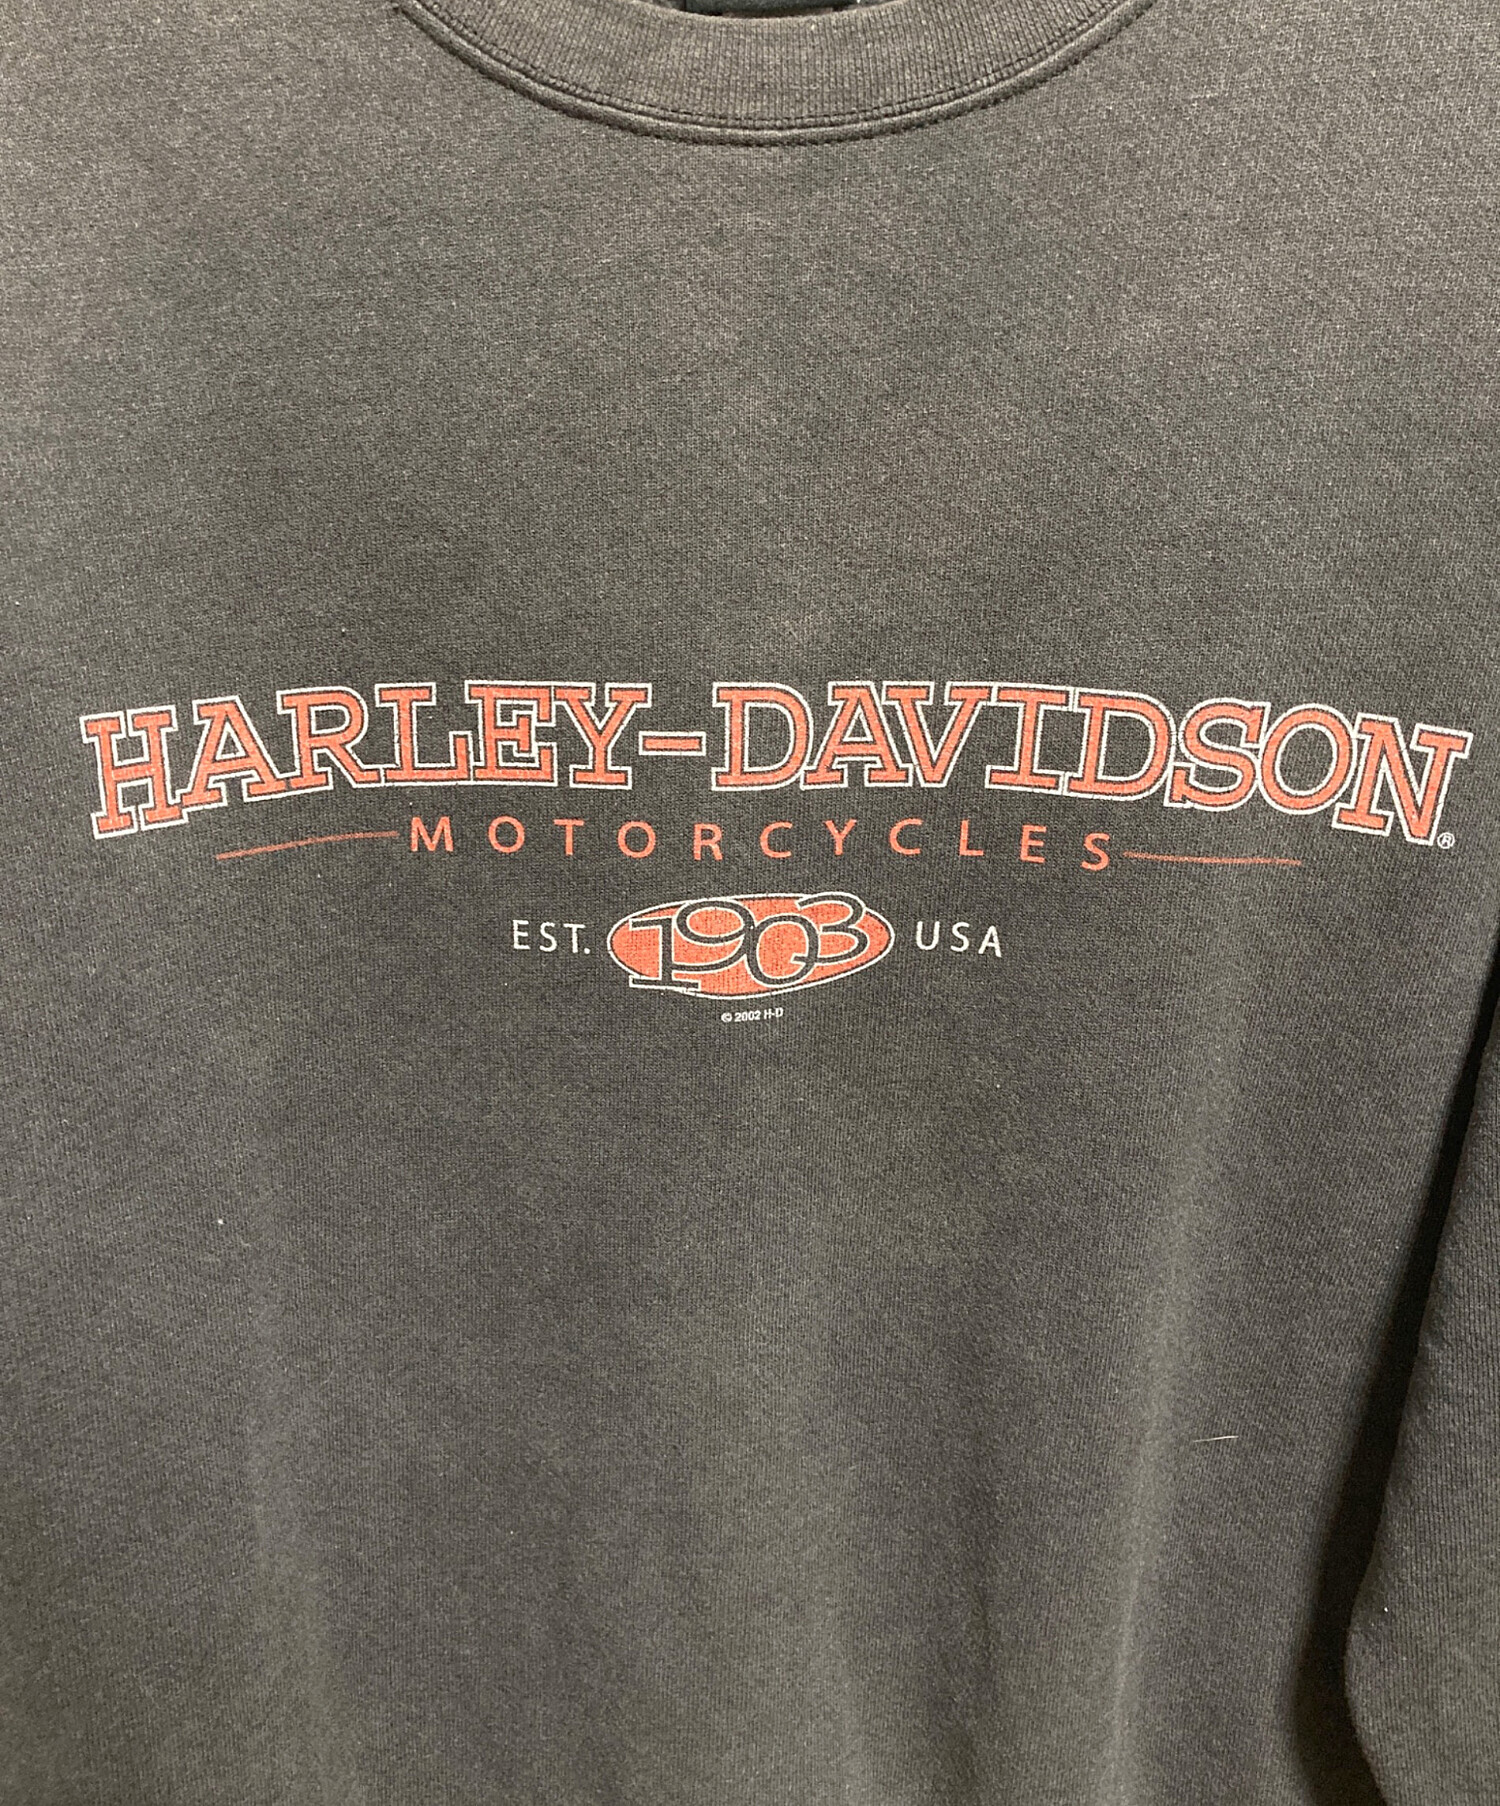 HARLEY-DAVIDSON®
MOTORCYCLES
EST. 1903 USA
© 2002 H-D